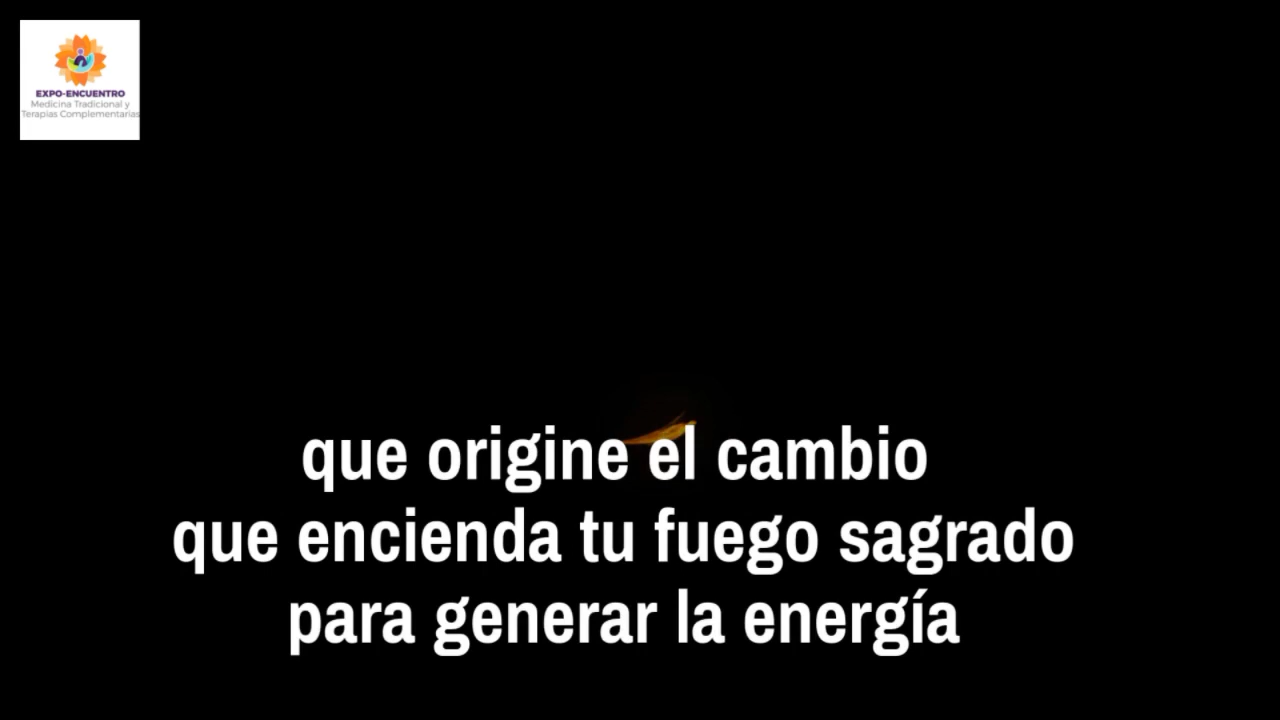 EXPO-ENCUENTRO
Medicina Tradicional y
Terapias Complementarias
que origine el cambio
que encienda tu fuego sagrado
para generar la energía